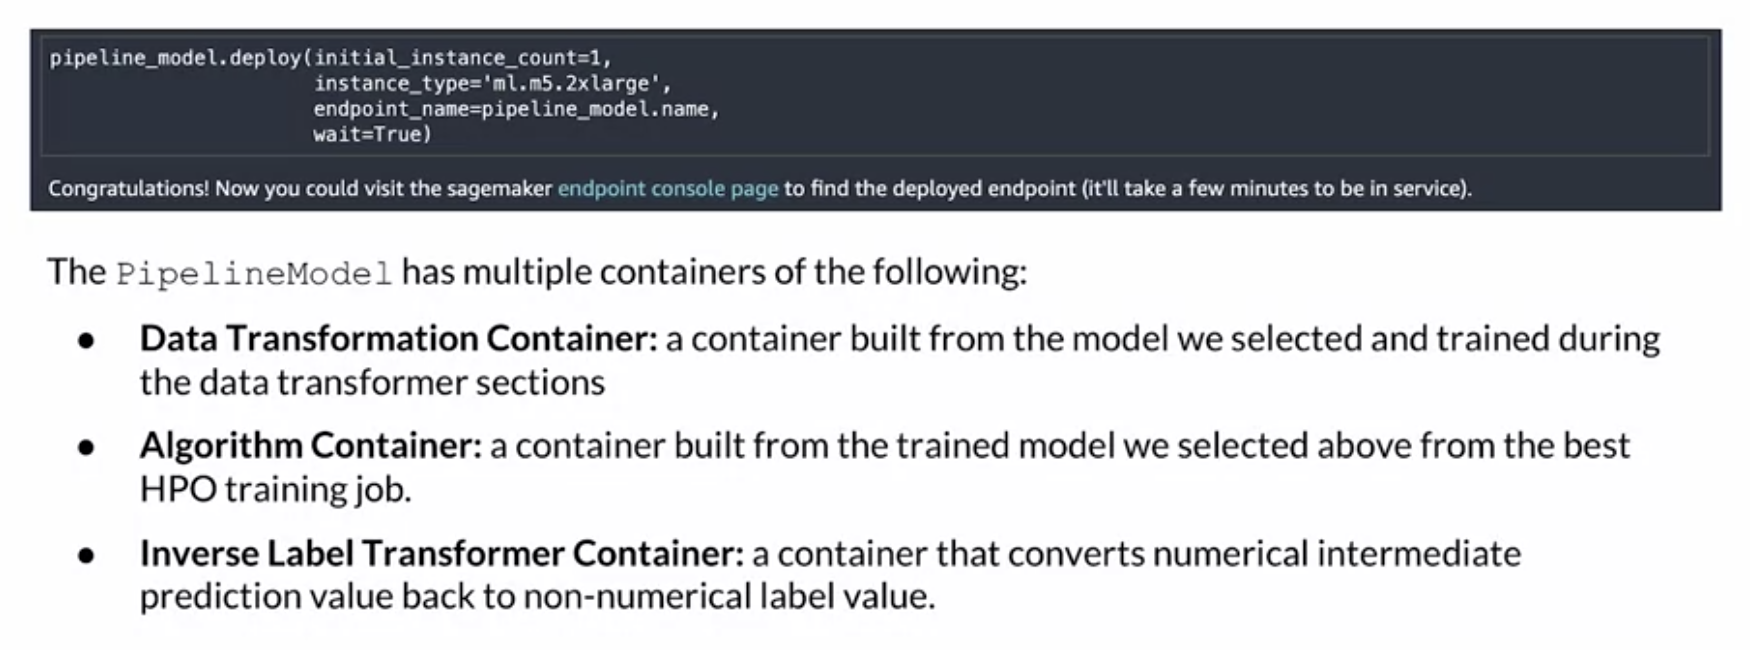 pipeline_model.deploy(initial_instance_count=1,
instance_type='ml.m5.2xlarge',
endpoint_name=pipeline_model.name,
wait=True)
Congratulations! Now you could visit the sagemaker endpoint console page to find the deployed endpoint (it'll take a few minutes to be in service).
The PipelineModel has multiple containers of the following:
● Data Transformation Container: a container built from the model we selected and trained during
the data transformer sections
● Algorithm Container: a container built from the trained model we selected above from the best
HPO training job.
● Inverse Label Transformer Container: a container that converts numerical intermediate
prediction value back to non-numerical label value.